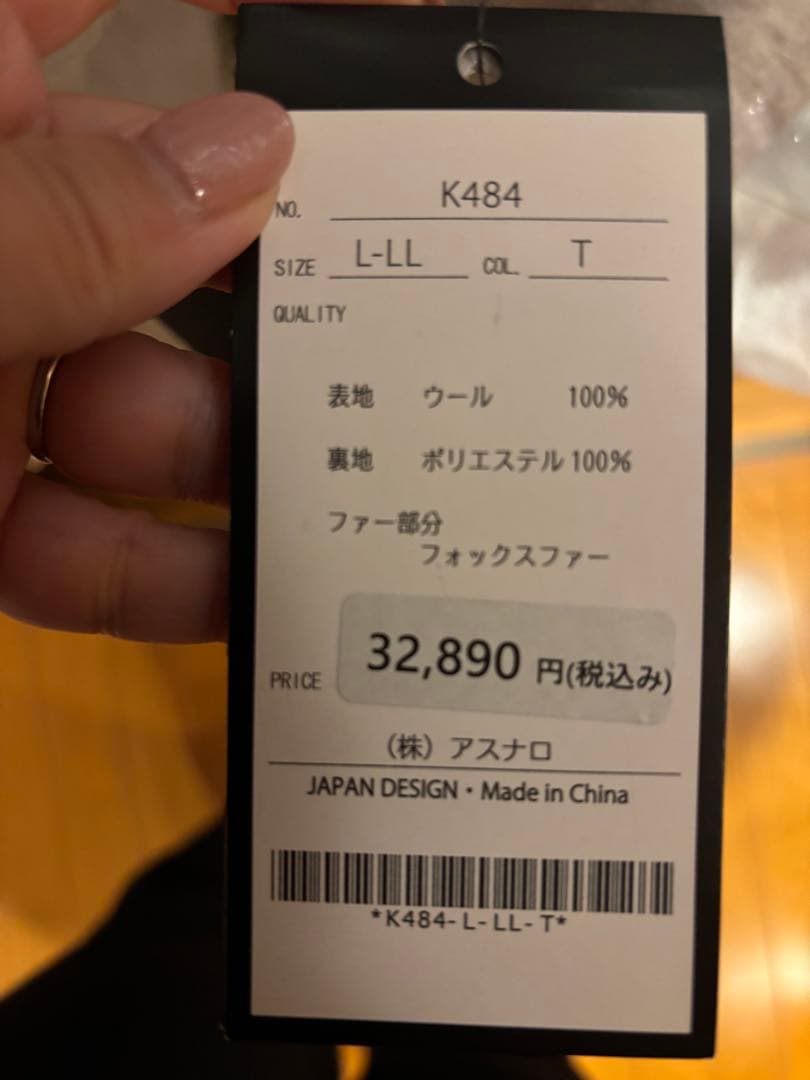 NO. K484
SIZE L-LL COL. T
QUALITY
表地 ウール 100%
裏地 ポリエステル 100%
ファー部分
フォックスファー
PRICE 32,890 円(税込み)
（株）アスナロ
JAPAN DESIGN・Made in China
*K484-L-LL-T*